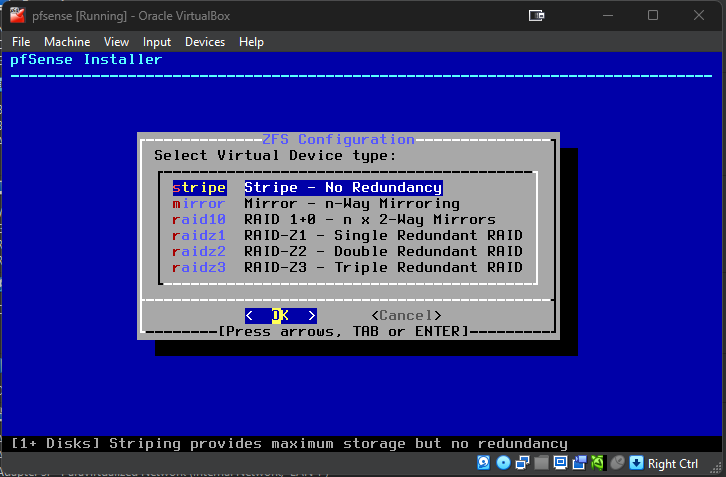 pfsense [Running] - Oracle VirtualBox
File Machine View Input Devices Help
pfSense Installer
ZFS Configuration
Select Virtual Device type:
stripe Stripe - No Redundancy
mirror Mirror - n-Way Mirroring
raid10 RAID 1+0 - n x 2-Way Mirrors
raidz1 RAID-Z1 - Single Redundant RAID
raidz2 RAID-Z2 - Double Redundant RAID
raidz3 RAID-Z3 - Triple Redundant RAID
< OK > <Cancel>
[Press arrows, TAB or ENTER]
[1+ Disks] Striping provides maximum storage but no redundancy
Right Ctrl